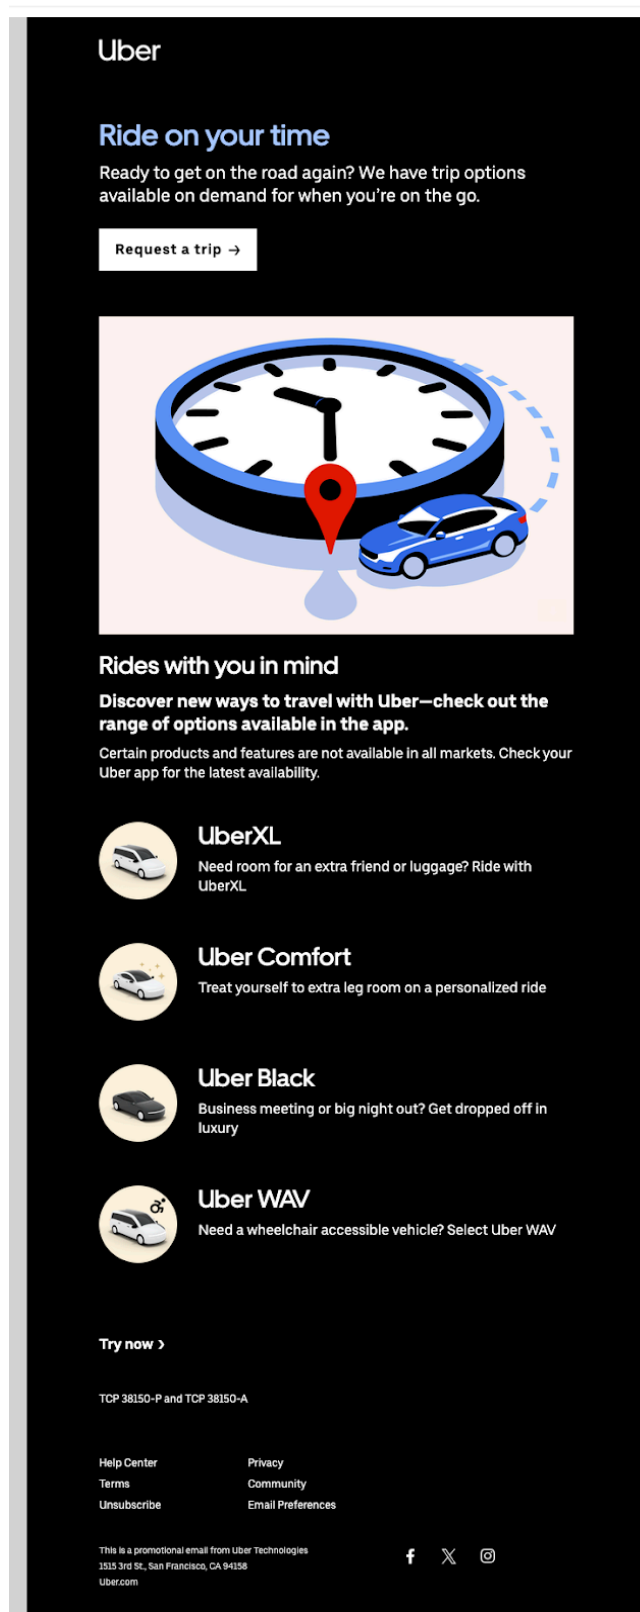 Uber
Ride on your time
Ready to get on the road again? We have trip options
available on demand for when you’re on the go.
Request a trip →
Rides with you in mind
Discover new ways to travel with Uber—check out the
range of options available in the app.
Certain products and features are not available in all markets. Check your
Uber app for the latest availability.
UberXL
Need room for an extra friend or luggage? Ride with
UberXL
Uber Comfort
Treat yourself to extra leg room on a personalized ride
Uber Black
Business meeting or big night out? Get dropped off in
luxury
Uber WAV
Need a wheelchair accessible vehicle? Select Uber WAV
Try now ›
TCP 38150-P and TCP 38150-A
Help Center
Privacy
Terms
Community
Unsubscribe
Email Preferences
This is a promotional email from Uber Technologies
1515 3rd St., San Francisco, CA 94158
Uber.com